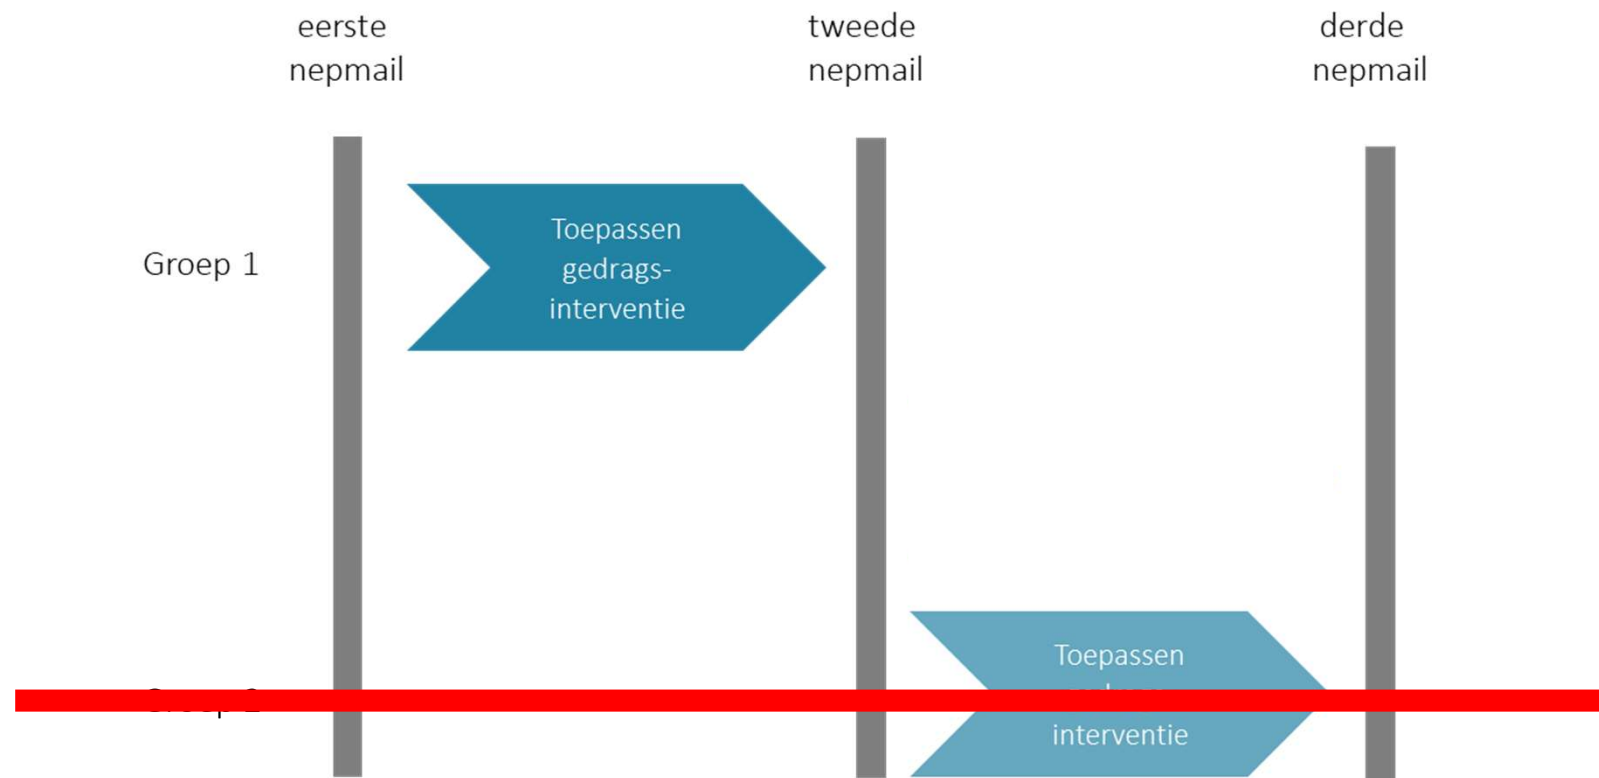 eerste
nepmail
tweede
nepmail
derde
nepmail
Groep 1
Toepassen
gedrags-
interventie
Toepassen
interventie